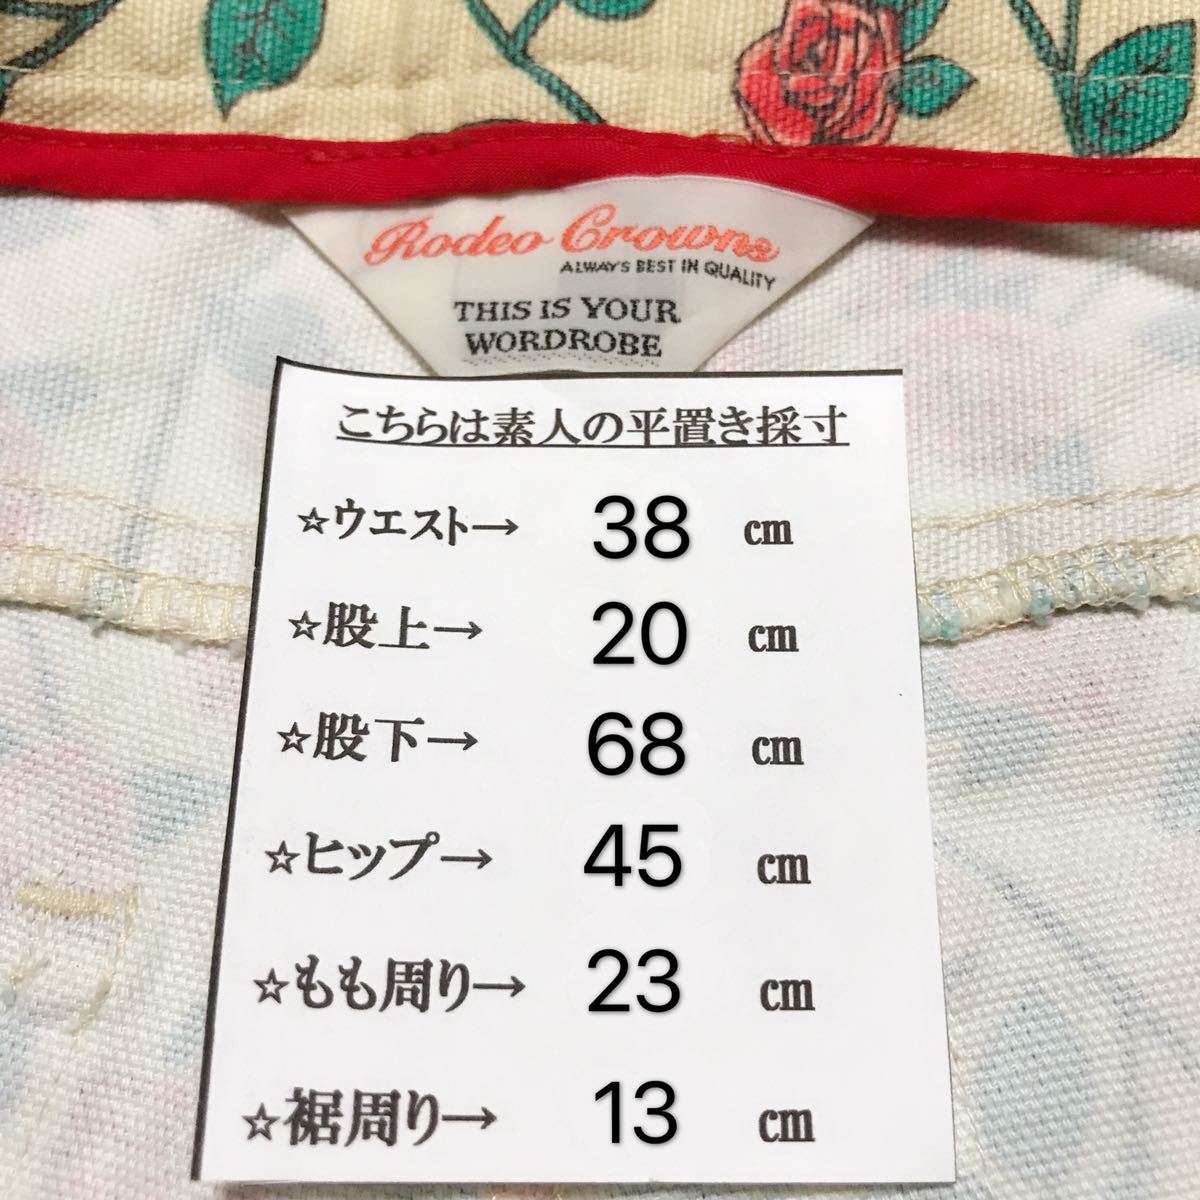 Rodeo Crowns
ALWAYS BEST IN QUALITY
THIS IS YOUR
WORDROBE
こちらは素人の平置き採寸
☆ウエスト→ 38 ㎝
☆股上→ 20 ㎝
☆股下→ 68 ㎝
☆ヒップ→ 45 ㎝
☆もも周り→ 23 ㎝
☆裾周り→ 13 ㎝